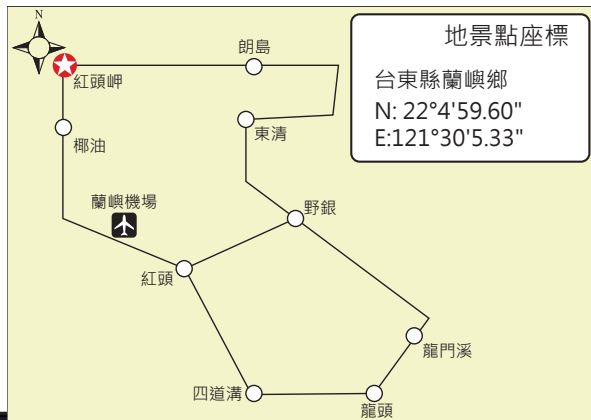 N
地景點座標
台東縣蘭嶼鄉
N: 22°4'59.60"
E:121°30'5.33"
朗島
紅頭岬
東清
椰油
蘭嶼機場
野銀
紅頭
龍門溪
四道溝
龍頭